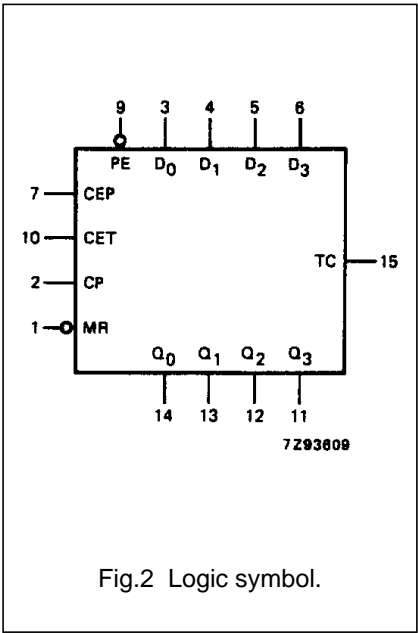 9 3 4 5 6
PE D0 D1 D2 D3
7 CEP
10 CET
TC 15
2 CP
1 MR
Q0 Q1 Q2 Q3
14 13 12 11
7Z93609
Fig.2 Logic symbol.